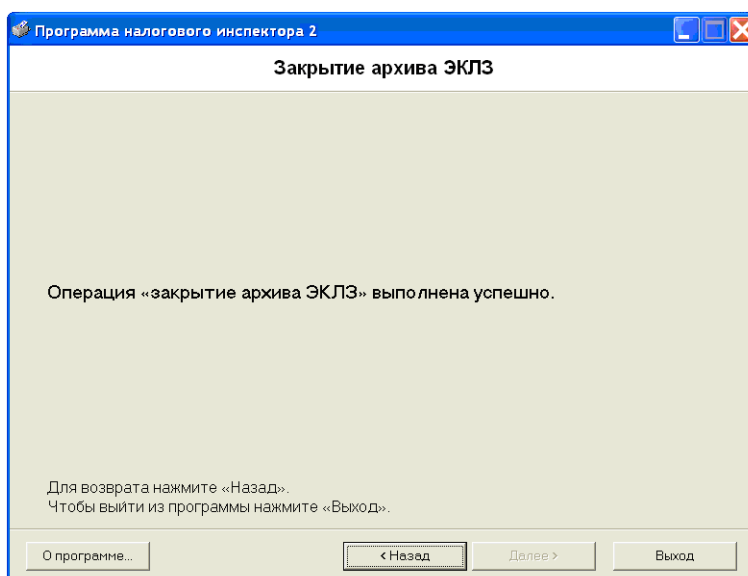 Программа налогового инспектора 2
Закрытие архива ЭКЛЗ
Операция «закрытие архива ЭКЛЗ» выполнена успешно.
Для возврата нажмите «Назад».
Чтобы выйти из программы нажмите «Выход».
О программе... < Назад Далее > Выход